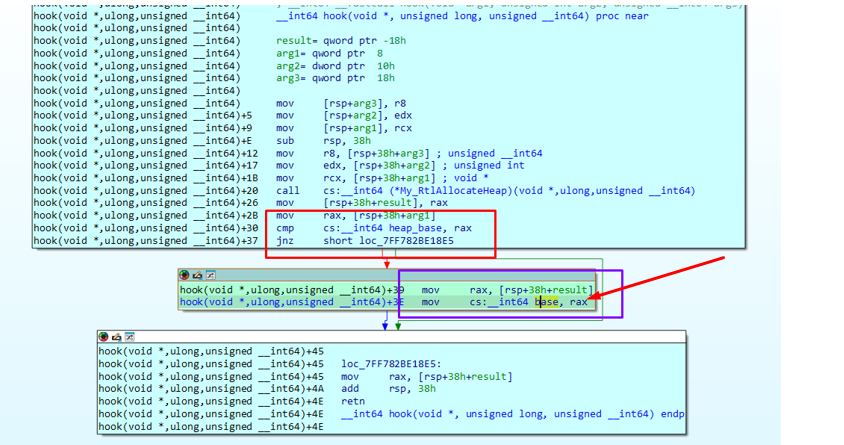 hook(void *,ulong,unsigned __int64)
hook(void *,ulong,unsigned __int64) __int64 hook(void *, unsigned long, unsigned __int64) proc near
hook(void *,ulong,unsigned __int64)
hook(void *,ulong,unsigned __int64) result= qword ptr -18h
hook(void *,ulong,unsigned __int64) arg1= qword ptr  8
hook(void *,ulong,unsigned __int64) arg2= dword ptr  10h
hook(void *,ulong,unsigned __int64) arg3= qword ptr  18h
hook(void *,ulong,unsigned __int64)
hook(void *,ulong,unsigned __int64) mov [rsp+arg3], r8
hook(void *,ulong,unsigned __int64)+5 mov [rsp+arg2], edx
hook(void *,ulong,unsigned __int64)+9 mov [rsp+arg1], rcx
hook(void *,ulong,unsigned __int64)+E sub rsp, 38h
hook(void *,ulong,unsigned __int64)+12 mov r8, [rsp+38h+arg3] ; unsigned __int64
hook(void *,ulong,unsigned __int64)+17 mov edx, [rsp+38h+arg2] ; unsigned int
hook(void *,ulong,unsigned __int64)+1B mov rcx, [rsp+38h+arg1] ; void *
hook(void *,ulong,unsigned __int64)+20 call cs:__int64 (*My_RtlAllocateHeap)(void *,ulong,unsigned __int64)
hook(void *,ulong,unsigned __int64)+26 mov [rsp+38h+result], rax
hook(void *,ulong,unsigned __int64)+2B mov rax, [rsp+38h+arg1]
hook(void *,ulong,unsigned __int64)+30 cmp cs:__int64 heap_base, rax
hook(void *,ulong,unsigned __int64)+37 jnz short loc_7FF782BE18E5
hook(void *,ulong,unsigned __int64)+39 mov rax, [rsp+38h+result]
hook(void *,ulong,unsigned __int64)+3E mov cs:__int64 base, rax
hook(void *,ulong,unsigned __int64)+45
hook(void *,ulong,unsigned __int64)+45 loc_7FF782BE18E5:
hook(void *,ulong,unsigned __int64)+45 mov rax, [rsp+38h+result]
hook(void *,ulong,unsigned __int64)+4A add rsp, 38h
hook(void *,ulong,unsigned __int64)+4E retn
hook(void *,ulong,unsigned __int64)+4E __int64 hook(void *, unsigned long, unsigned __int64) endp
hook(void *,ulong,unsigned __int64)+4E